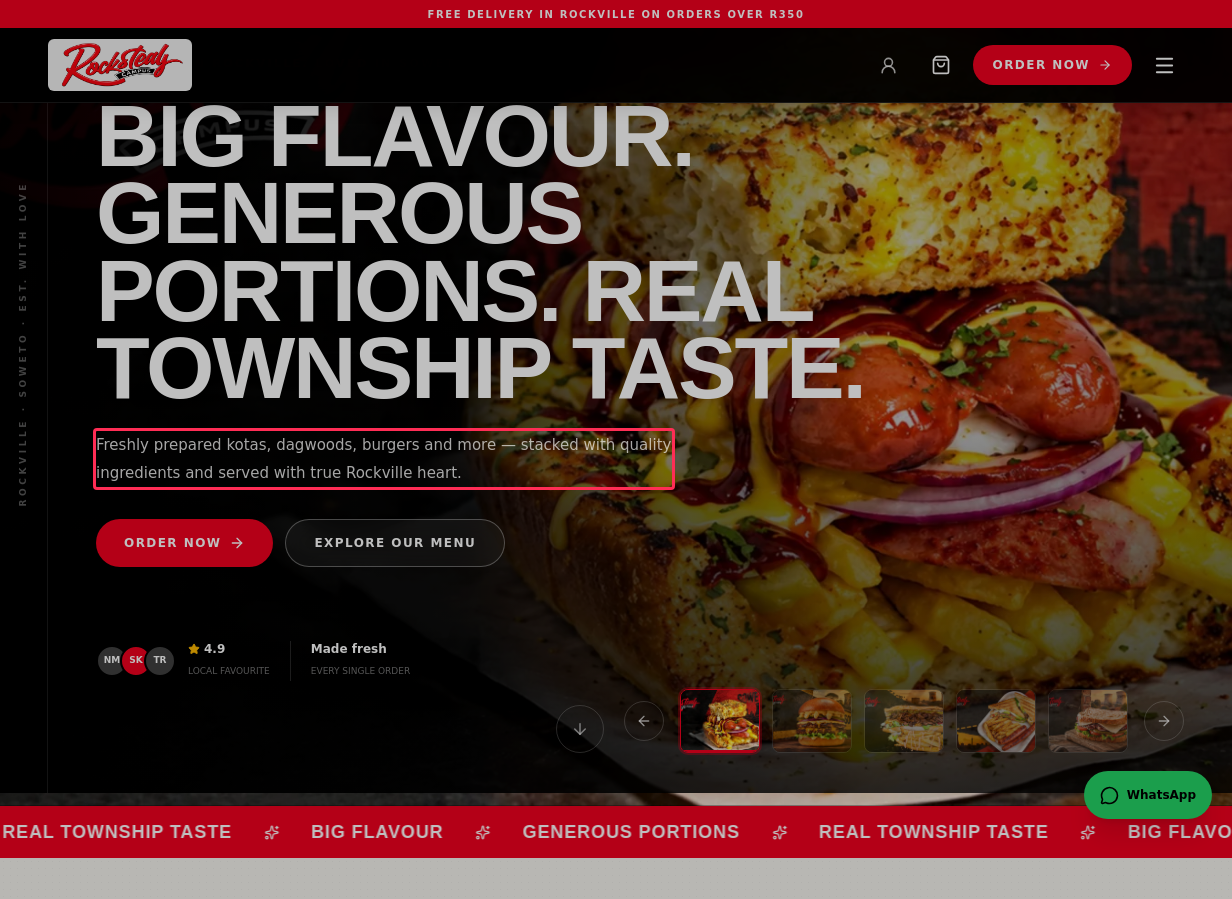 FREE DELIVERY IN ROCKVILLE ON ORDERS OVER R350
Rocksteady
CAMPUS
ORDER NOW
ROCKVILLE · SOWETO · EST. WITH LOVE
BIG FLAVOUR.
GENEROUS
PORTIONS. REAL
TOWNSHIP TASTE.
Freshly prepared kotas, dagwoods, burgers and more — stacked with quality
ingredients and served with true Rockville heart.
ORDER NOW
EXPLORE OUR MENU
NM SK TR
4.9
LOCAL FAVOURITE
Made fresh
EVERY SINGLE ORDER
WhatsApp
REAL TOWNSHIP TASTE BIG FLAVOUR GENEROUS PORTIONS REAL TOWNSHIP TASTE BIG FLAVO